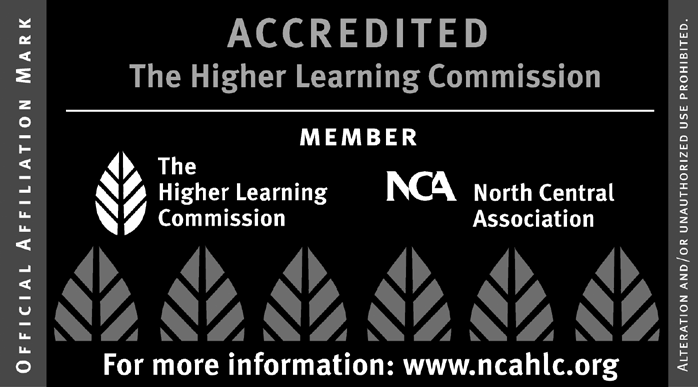 ACCREDITED
The Higher Learning Commission
MEMBER
The
Higher Learning
Commission
NCA
North Central
Association
For more information: www.ncahlc.org
OFFICIAL AFFILIATION MARK
ALTERATION AND/OR UNAUTHORIZED USE PROHIBITED.